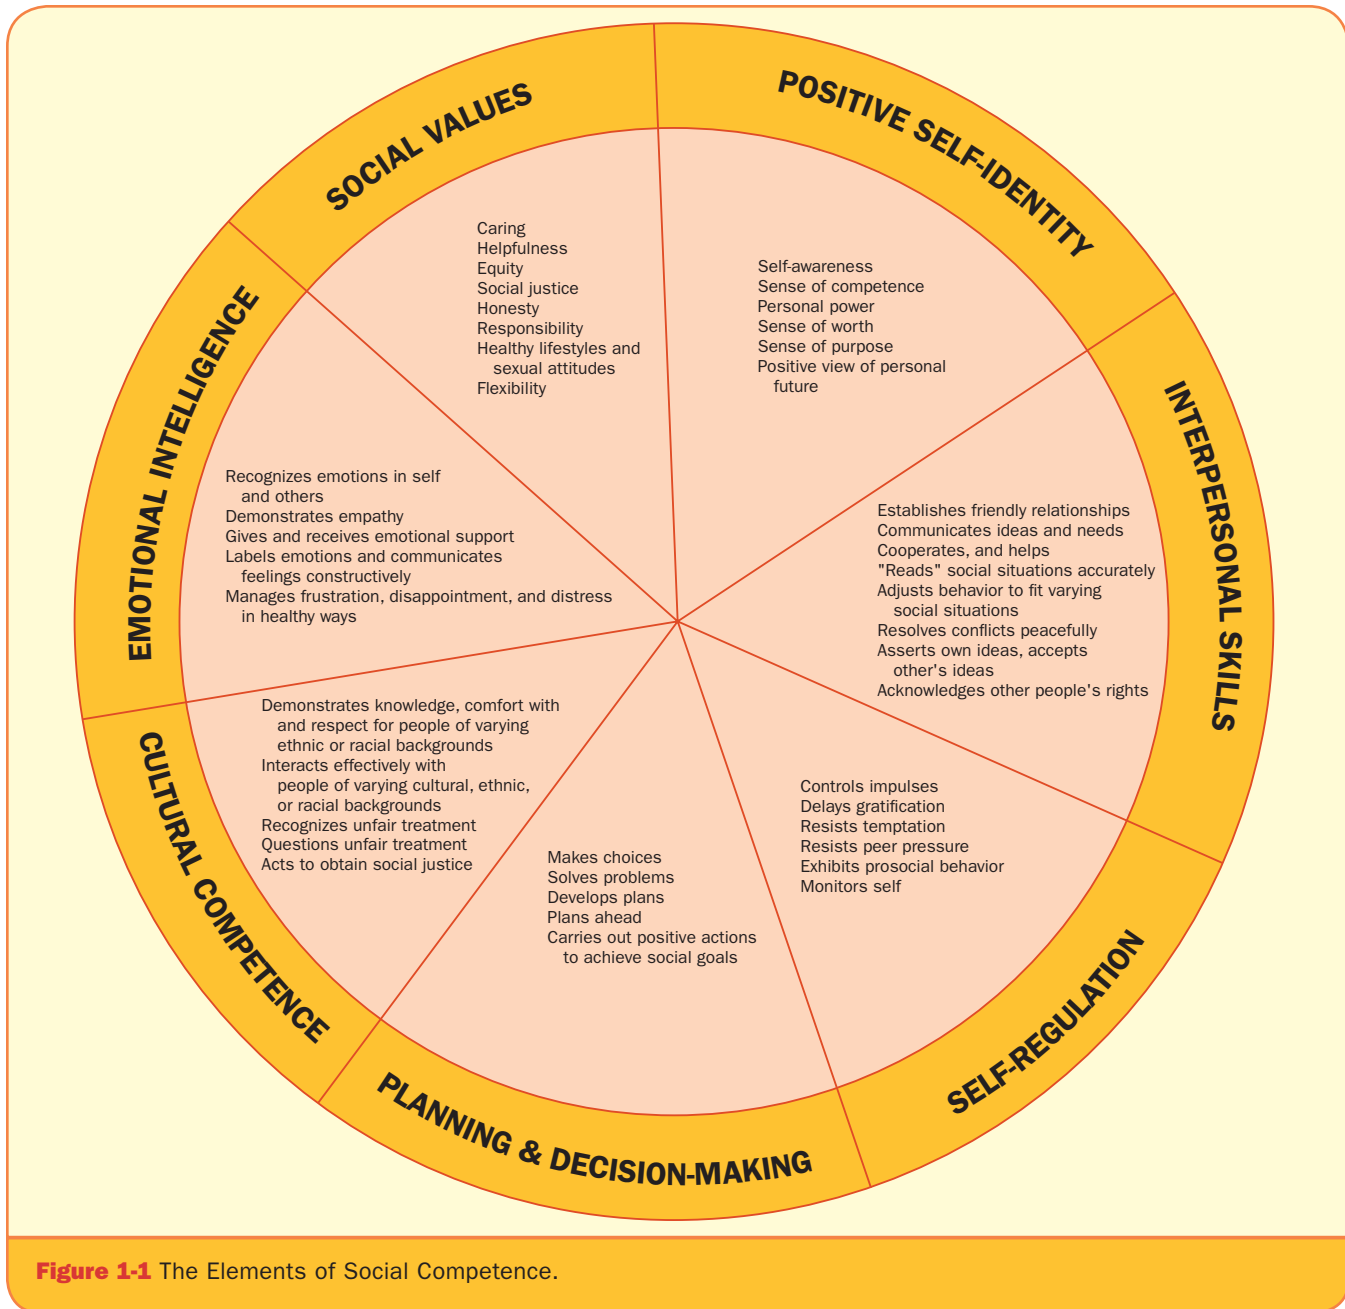 SOCIAL VALUES
Caring
Helpfulness
Equity
Social justice
Honesty
Responsibility
Healthy lifestyles and
sexual attitudes
Flexibility
POSITIVE SELF-IDENTITY
Self-awareness
Sense of competence
Personal power
Sense of worth
Sense of purpose
Positive view of personal
future
INTERPERSONAL SKILLS
Establishes friendly relationships
Communicates ideas and needs
Cooperates, and helps
"Reads" social situations accurately
Adjusts behavior to fit varying
social situations
Resolves conflicts peacefully
Asserts own ideas, accepts
other's ideas
Acknowledges other people's rights
SELF-REGULATION
Controls impulses
Delays gratification
Resists temptation
Resists peer pressure
Exhibits prosocial behavior
Monitors self
PLANNING & DECISION-MAKING
Makes choices
Solves problems
Develops plans
Plans ahead
Carries out positive actions
to achieve social goals
CULTURAL COMPETENCE
Demonstrates knowledge, comfort with
and respect for people of varying
ethnic or racial backgrounds
Interacts effectively with
people of varying cultural, ethnic,
or racial backgrounds
Recognizes unfair treatment
Questions unfair treatment
Acts to obtain social justice
EMOTIONAL INTELLIGENCE
Recognizes emotions in self
and others
Demonstrates empathy
Gives and receives emotional support
Labels emotions and communicates
feelings constructively
Manages frustration, disappointment, and distress
in healthy ways
Figure 1-1 The Elements of Social Competence.